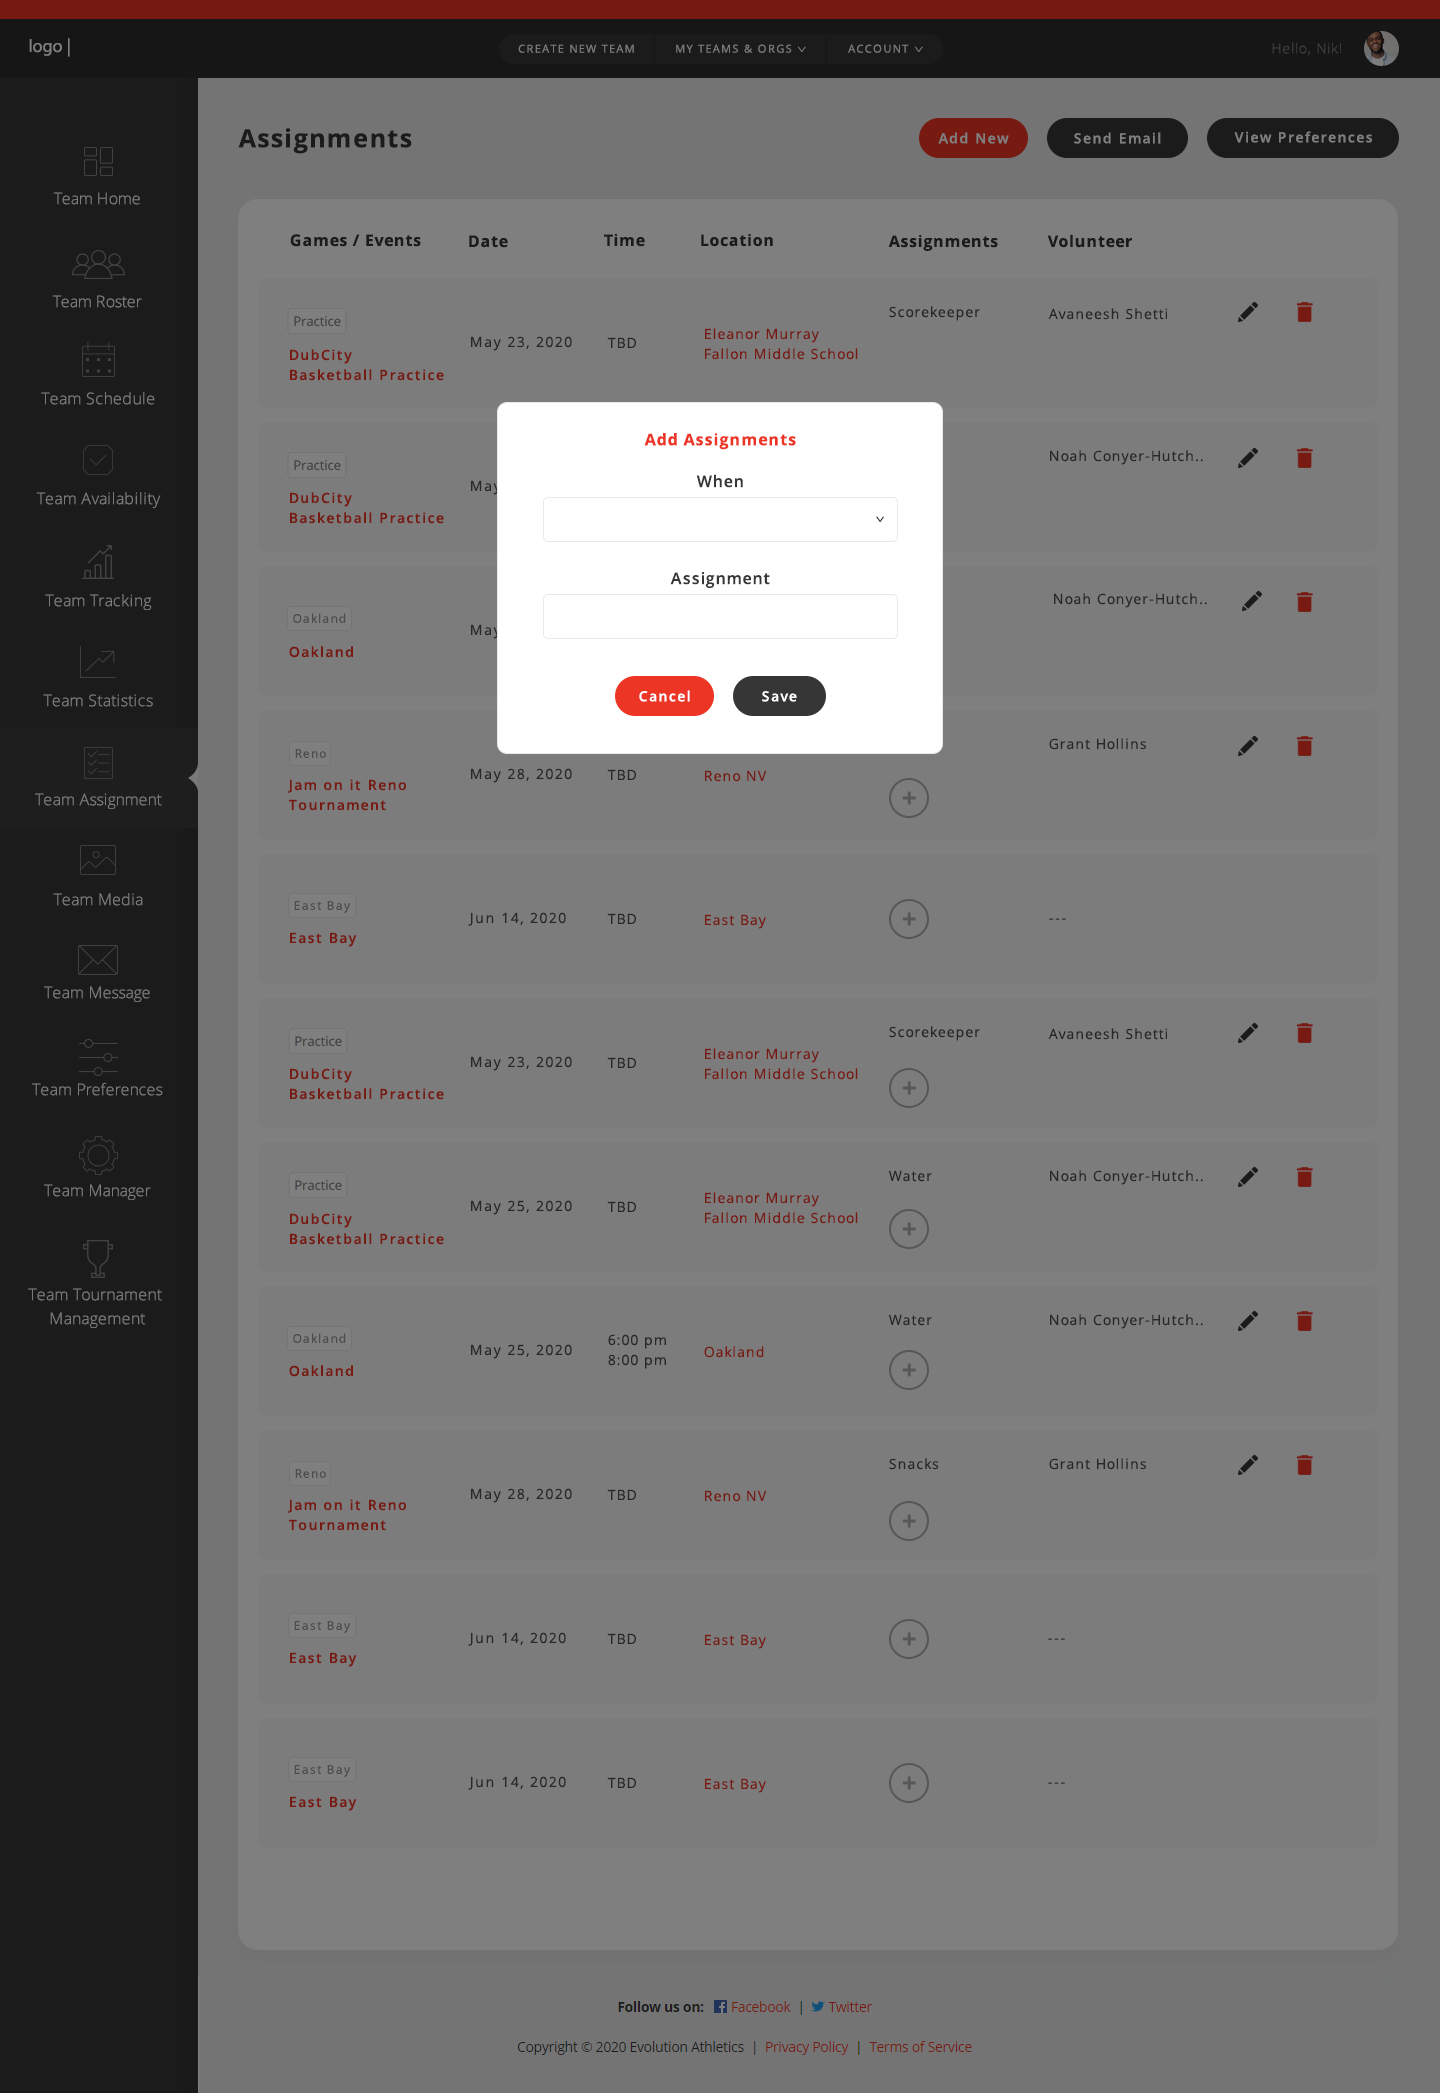 logo |
CREATE NEW TEAM
MY TEAMS & ORGS
ACCOUNT
Hello, Nik!
Team Home
Team Roster
Team Schedule
Team Availability
Team Tracking
Team Statistics
Team Assignment
Team Media
Team Message
Team Preferences
Team Manager
Team Tournament
Management
Assignments
Add New
Send Email
View Preferences
Games / Events
Date
Time
Location
Assignments
Volunteer
Practice
DubCity
Basketball Practice
May 23, 2020
TBD
Eleanor Murray
Fallon Middle School
Scorekeeper
Avaneesh Shetti
Practice
DubCity
Basketball Practice
May
Noah Conyer-Hutch..
Oakland
Oakland
May
Noah Conyer-Hutch..
Add Assignments
When
Assignment
Cancel
Save
Reno
Jam on it Reno
Tournament
May 28, 2020
TBD
Reno NV
Grant Hollins
East Bay
East Bay
Jun 14, 2020
TBD
East Bay
---
Practice
DubCity
Basketball Practice
May 23, 2020
TBD
Eleanor Murray
Fallon Middle School
Scorekeeper
Avaneesh Shetti
Practice
DubCity
Basketball Practice
May 25, 2020
TBD
Eleanor Murray
Fallon Middle School
Water
Noah Conyer-Hutch..
Oakland
Oakland
May 25, 2020
6:00 pm
8:00 pm
Oakland
Water
Noah Conyer-Hutch..
Reno
Jam on it Reno
Tournament
May 28, 2020
TBD
Reno NV
Snacks
Grant Hollins
East Bay
East Bay
Jun 14, 2020
TBD
East Bay
---
East Bay
East Bay
Jun 14, 2020
TBD
East Bay
---
Follow us on: Facebook | Twitter
Copyright © 2020 Evolution Athletics | Privacy Policy | Terms of Service